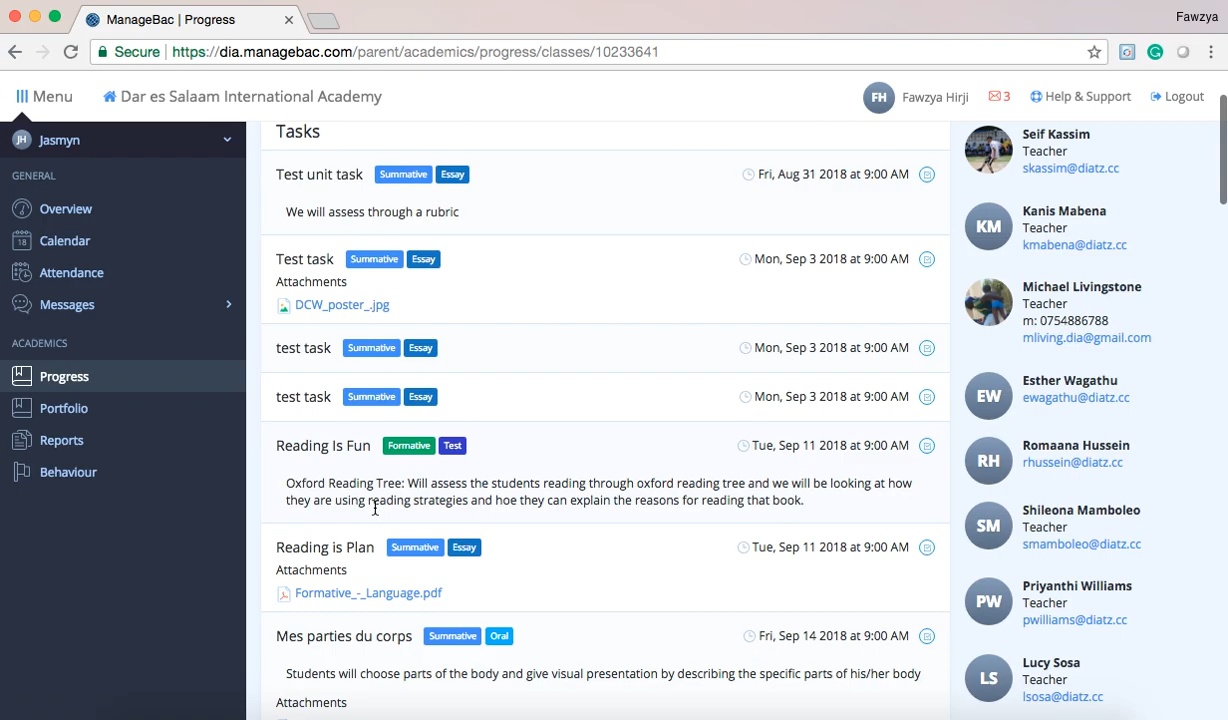 ManageBac | Progress
Fawzya
Secure https://dia.managebac.com/parent/academics/progress/classes/10233641
Menu
Dar es Salaam International Academy
FH Fawzya Hirji
3
Help & Support
Logout
JH Jasmyn
GENERAL
Overview
18 Calendar
Attendance
Messages
ACADEMICS
Progress
Portfolio
Reports
Behaviour
Tasks
Test unit task Summative Essay Fri, Aug 31 2018 at 9:00 AM
We will assess through a rubric
Test task Summative Essay Mon, Sep 3 2018 at 9:00 AM
Attachments
DCW_poster_.jpg
test task Summative Essay Mon, Sep 3 2018 at 9:00 AM
test task Summative Essay Mon, Sep 3 2018 at 9:00 AM
Reading Is Fun Formative Test Tue, Sep 11 2018 at 9:00 AM
Oxford Reading Tree: Will assess the students reading through oxford reading tree and we will be looking at how
they are using reading strategies and hoe they can explain the reasons for reading that book.
Reading is Plan Summative Essay Tue, Sep 11 2018 at 9:00 AM
Attachments
Formative_-_Language.pdf
Mes parties du corps Summative Oral Fri, Sep 14 2018 at 9:00 AM
Students will choose parts of the body and give visual presentation by describing the specific parts of his/her body
Attachments
Seif Kassim
Teacher
skassim@diatz.cc
KM
Kanis Mabena
Teacher
kmabena@diatz.cc
Michael Livingstone
Teacher
m: 0754886788
mliving.dia@gmail.com
EW
Esther Wagathu
ewagathu@diatz.cc
RH
Romaana Hussein
rhussein@diatz.cc
SM
Shileona Mamboleo
Teacher
smamboleo@diatz.cc
PW
Priyanthi Williams
Teacher
pwilliams@diatz.cc
LS
Lucy Sosa
Teacher
lsosa@diatz.cc